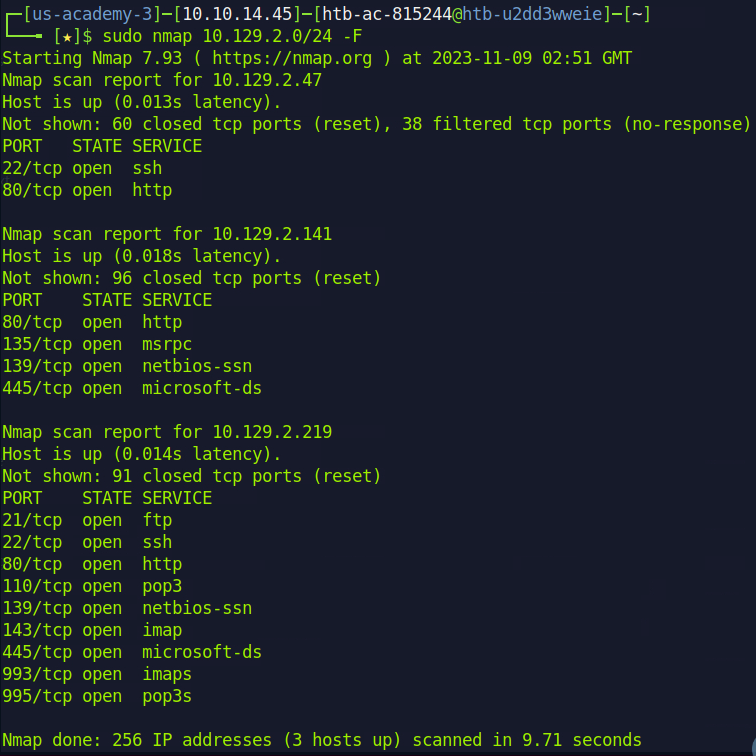 ┌─[us-academy-3]─[10.10.14.45]─[htb-ac-815244@htb-u2dd3wweie]─[~]
└──╼ [★]$ sudo nmap 10.129.2.0/24 -F
Starting Nmap 7.93 ( https://nmap.org ) at 2023-11-09 02:51 GMT
Nmap scan report for 10.129.2.47
Host is up (0.013s latency).
Not shown: 60 closed tcp ports (reset), 38 filtered tcp ports (no-response)
PORT   STATE SERVICE
22/tcp open  ssh
80/tcp open  http

Nmap scan report for 10.129.2.141
Host is up (0.018s latency).
Not shown: 96 closed tcp ports (reset)
PORT    STATE SERVICE
80/tcp  open  http
135/tcp open  msrpc
139/tcp open  netbios-ssn
445/tcp open  microsoft-ds

Nmap scan report for 10.129.2.219
Host is up (0.014s latency).
Not shown: 91 closed tcp ports (reset)
PORT    STATE SERVICE
21/tcp  open  ftp
22/tcp  open  ssh
80/tcp  open  http
110/tcp open  pop3
139/tcp open  netbios-ssn
143/tcp open  imap
445/tcp open  microsoft-ds
993/tcp open  imaps
995/tcp open  pop3s

Nmap done: 256 IP addresses (3 hosts up) scanned in 9.71 seconds